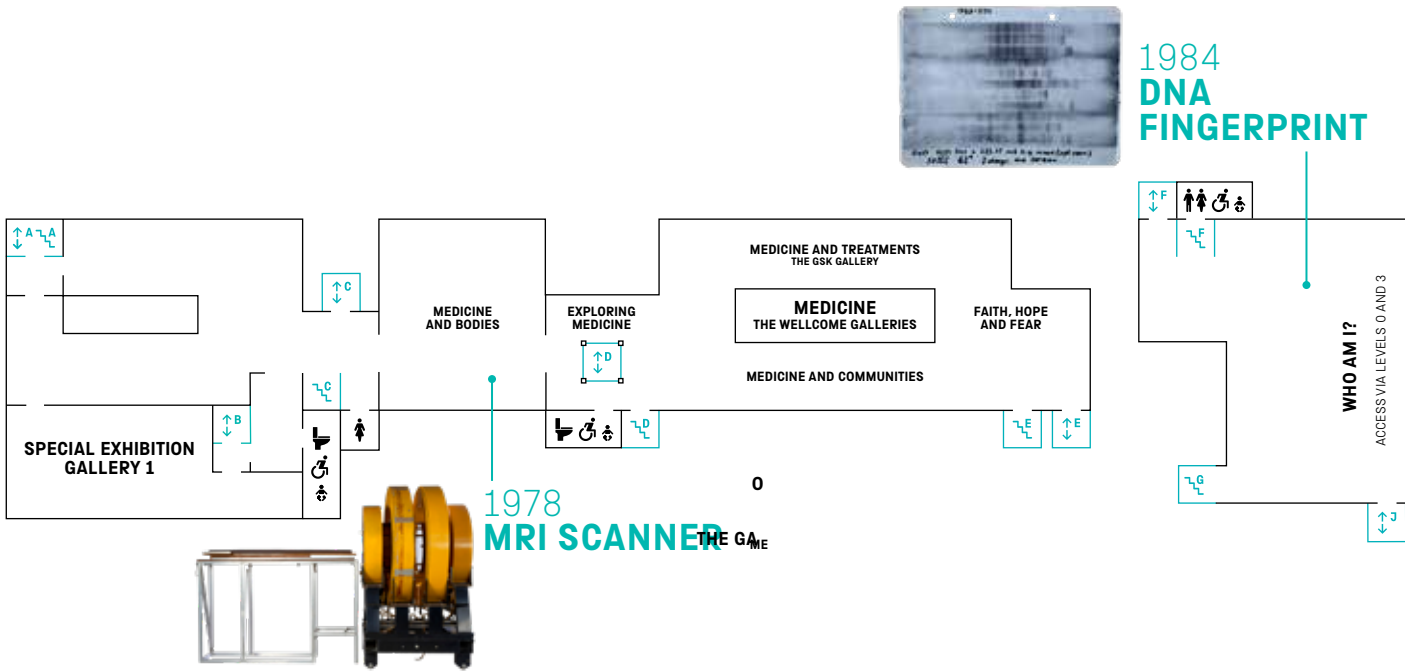 1984
DNA
FINGERPRINT
F
F
A A
C
MEDICINE AND TREATMENTS
THE GSK GALLERY
MEDICINE
AND BODIES
EXPLORING
MEDICINE
MEDICINE
THE WELLCOME GALLERIES
FAITH, HOPE
AND FEAR
D
MEDICINE AND COMMUNITIES
WHO AM I?
ACCESS VIA LEVELS 0 AND 3
C
B
D
E
E
SPECIAL EXHIBITION
GALLERY 1
G
J
1978
MRI SCANNER
O
THE GA
ME